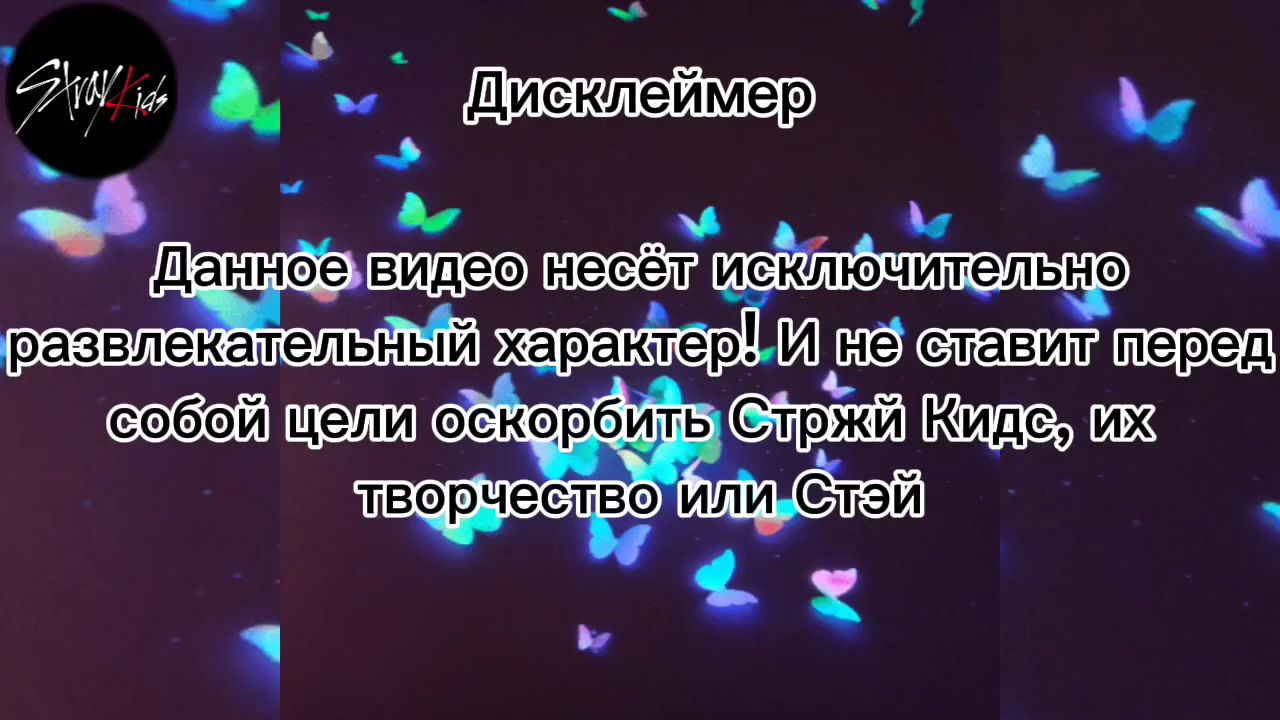 Stray Kids
Дисклеймер
Данное видео несёт исключительно
развлекательный характер! И не ставит перед
собой цели оскорбить Стржй Кидс, их
творчество или Стэй